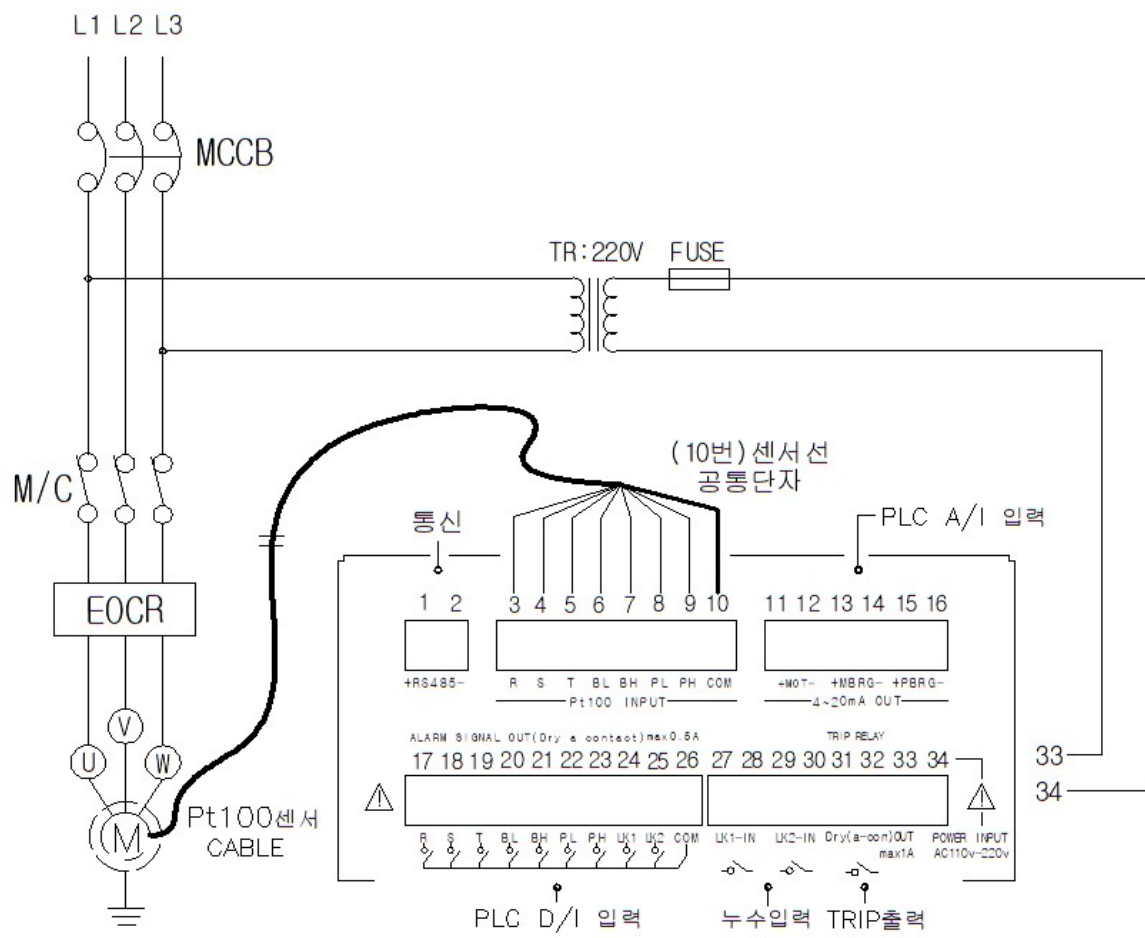 L1 L2 L3
MCCB
TR:220V FUSE
(10번)센서선
공통단자
M/C
통신
PLC A/I 입력
EOCR
1 2 3 4 5 6 7 8 9 10 11 12 13 14 15 16
+RS485- R S T BL BH PL PH COM +MOT- +MBRG- +PBRG-
Pt100 INPUT 4~20mA OUT
V
U W
M
Pt100센서
CABLE
ALARM SIGNAL OUT(Dry a contact)max0.5A TRIP RELAY
17 18 19 20 21 22 23 24 25 26 27 28 29 30 31 32 33 34
33
34
R S T BL BH PL PH LK1 LK2 COM LK1-IN LK2-IN Dry(a-con)OUT POWER INPUT
max1A AC110v-220v
PLC D/I 입력 누수입력 TRIP출력